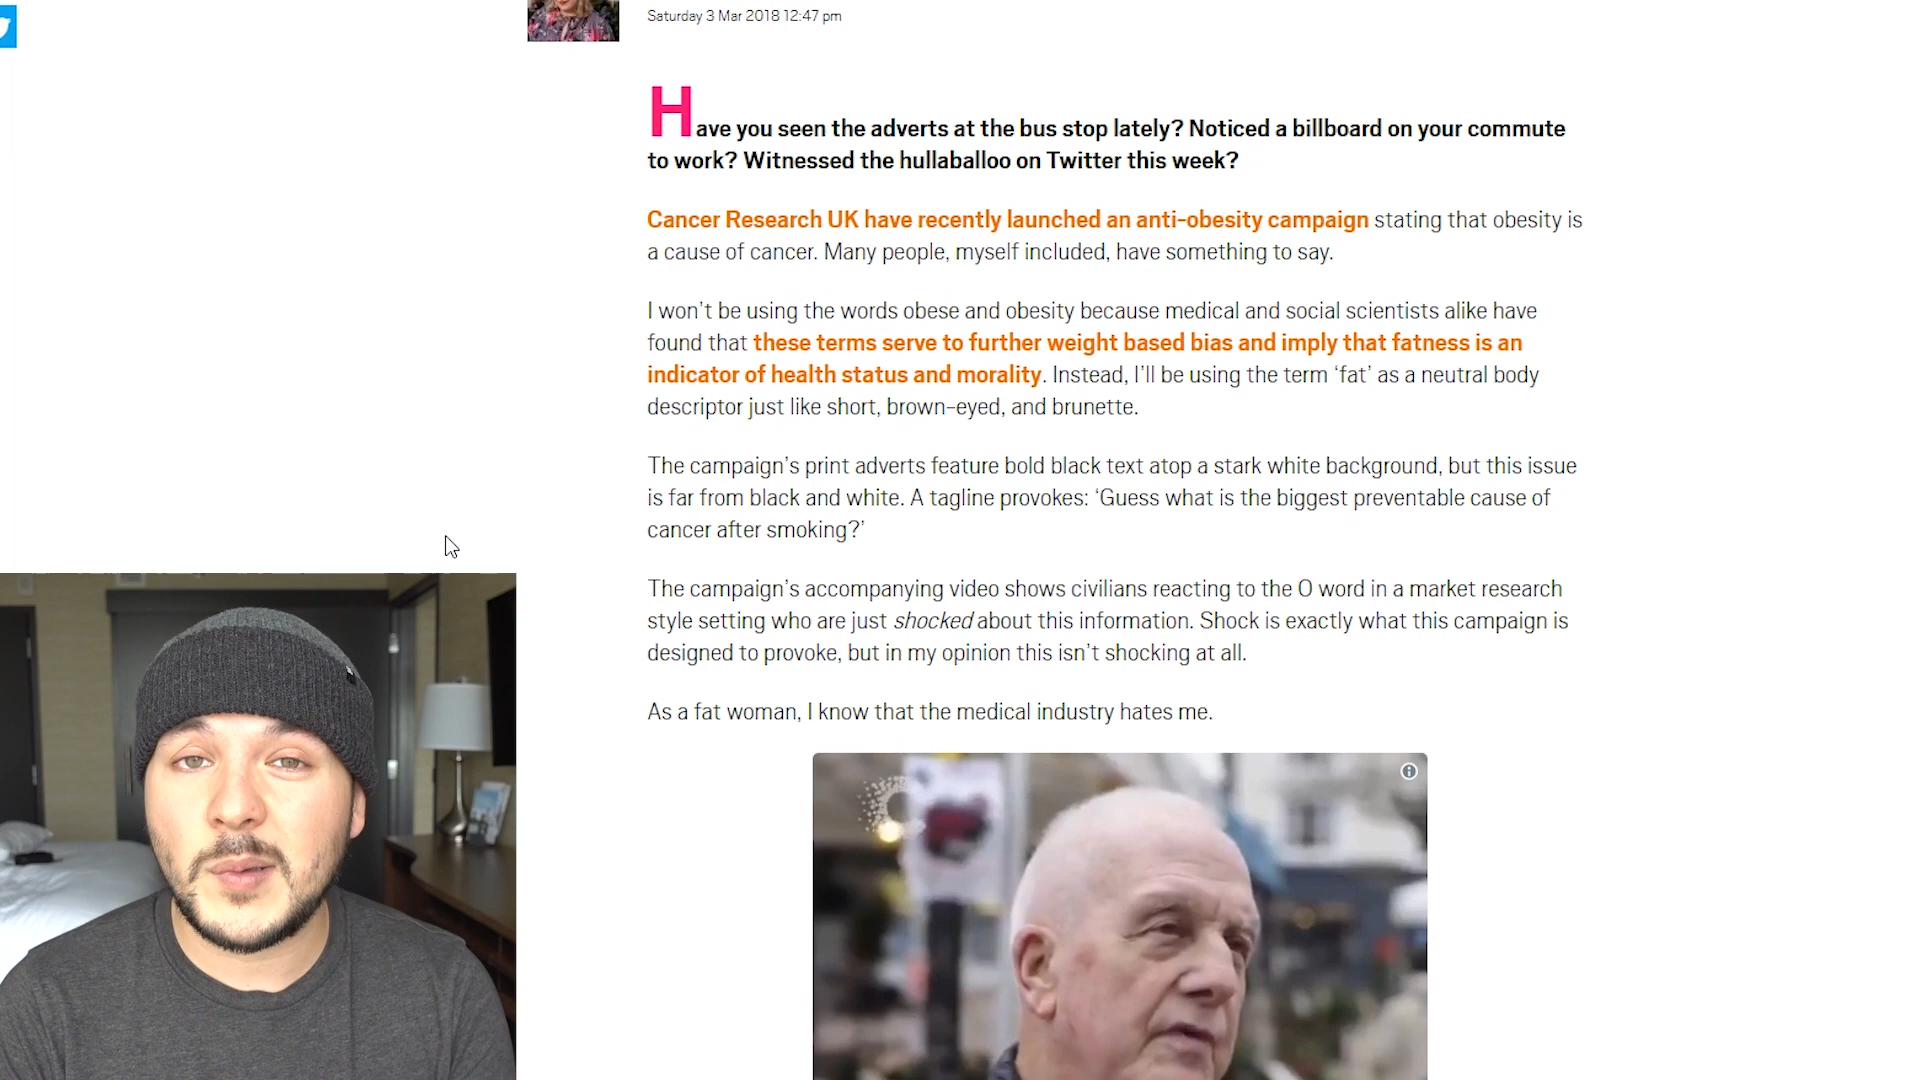 Saturday 3 Mar 2018 12:47 pm
Have you seen the adverts at the bus stop lately? Noticed a billboard on your commute
to work? Witnessed the hullaballoo on Twitter this week?
Cancer Research UK have recently launched an anti-obesity campaign stating that obesity is
a cause of cancer. Many people, myself included, have something to say.
I won't be using the words obese and obesity because medical and social scientists alike have
found that these terms serve to further weight based bias and imply that fatness is an
indicator of health status and morality. Instead, I'll be using the term ‘fat’ as a neutral body
descriptor just like short, brown-eyed, and brunette.
The campaign's print adverts feature bold black text atop a stark white background, but this issue
is far from black and white. A tagline provokes: ‘Guess what is the biggest preventable cause of
cancer after smoking?’
The campaign's accompanying video shows civilians reacting to the O word in a market research
style setting who are just shocked about this information. Shock is exactly what this campaign is
designed to provoke, but in my opinion this isn't shocking at all.
As a fat woman, I know that the medical industry hates me.